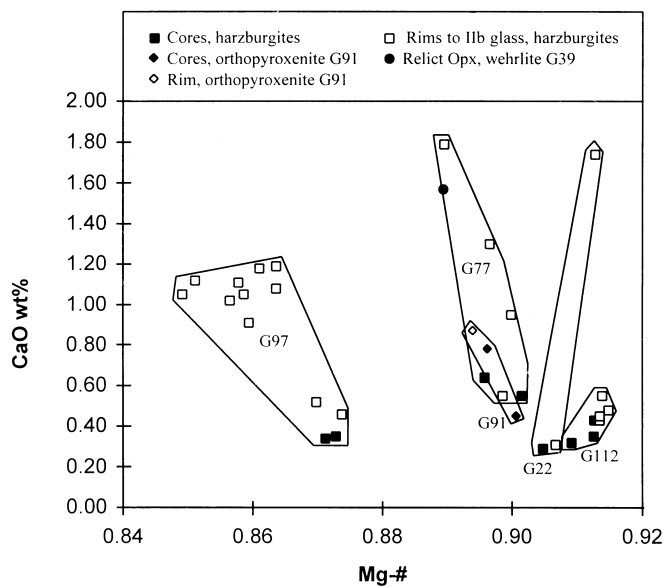 Cores, harzburgites
Rims to IIb glass, harzburgites
Cores, orthopyroxenite G91
Relict Opx, wehrlite G39
Rim, orthopyroxenite G91
2.00
1.80
1.60
1.40
1.20
1.00
0.80
0.60
0.40
0.20
0.00
CaO wt%
G77
G97
G91
G22
G112
0.84
0.86
0.88
0.90
0.92
Mg-#